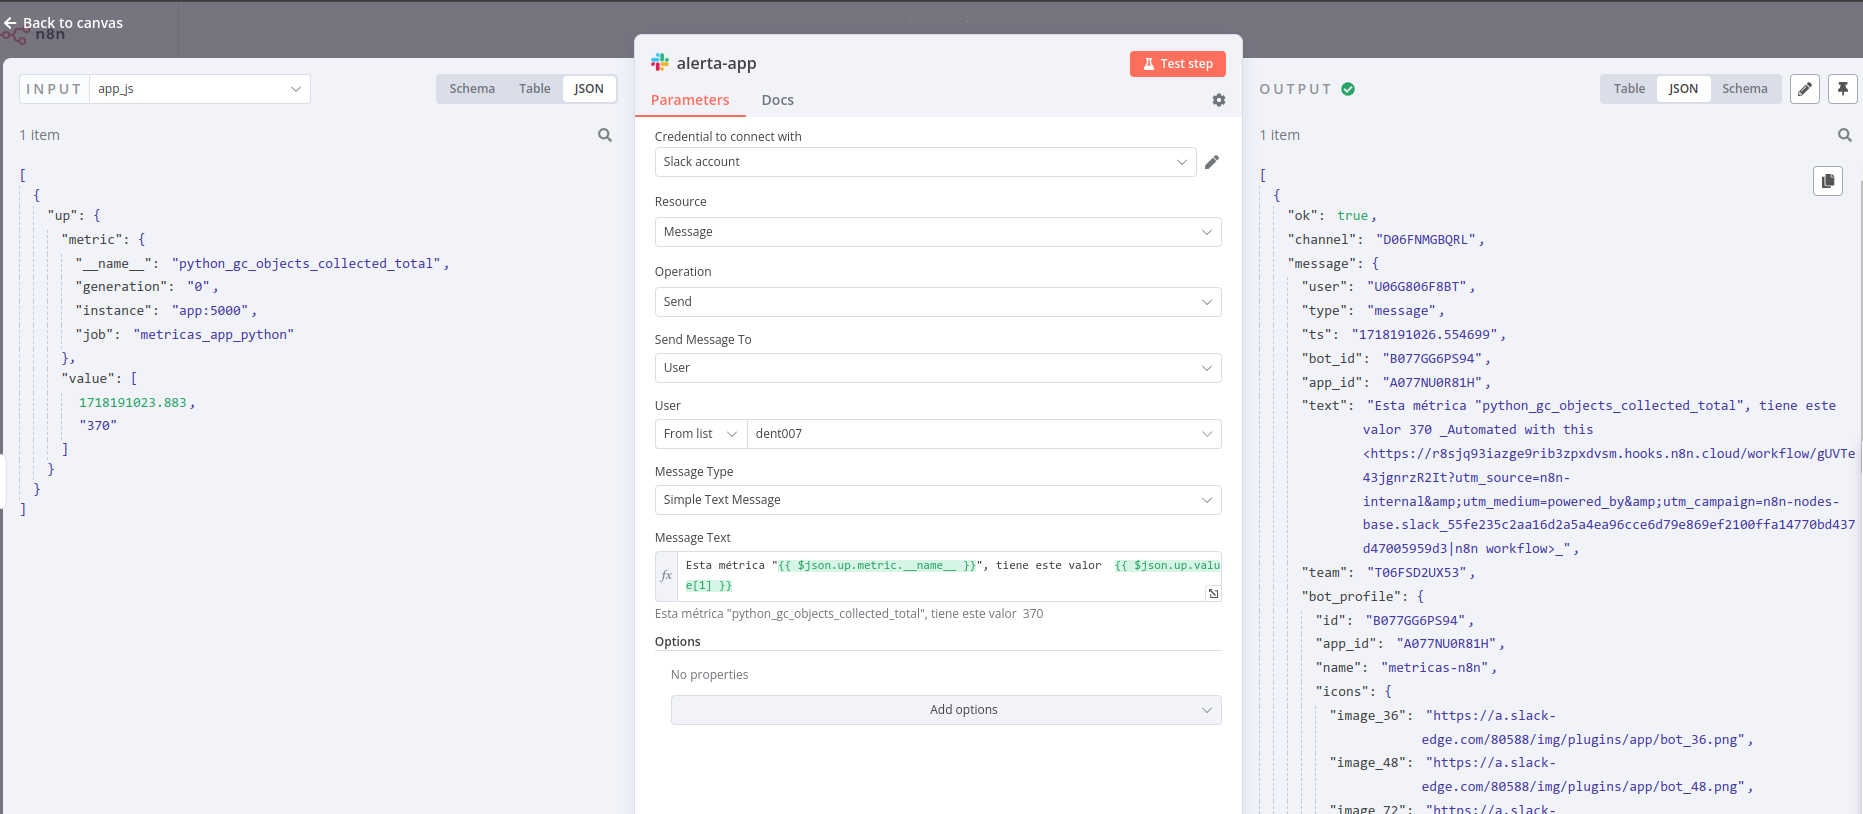 Back to canvas
n8n
INPUT app_js
Schema Table JSON
1 item
[
{
"up": {
"metric": {
"__name__": "python_gc_objects_collected_total",
"generation": "0",
"instance": "app:5000",
"job": "metricas_app_python"
},
"value": [
1718191023.883,
"370"
]
}
}
]
alerta-app
Test step
Parameters Docs
Credential to connect with
Slack account
Resource
Message
Operation
Send
Send Message To
User
User
From list dent007
Message Type
Simple Text Message
Message Text
fx Esta métrica "{{ $json.up.metric.__name__ }}", tiene este valor {{ $json.up.valu
e[1] }}
Esta métrica "python_gc_objects_collected_total", tiene este valor 370
Options
No properties
Add options
OUTPUT
Table JSON Schema
1 item
[
{
"ok": true,
"channel": "D06FNMGBQRL",
"message": {
"user": "U06G806F8BT",
"type": "message",
"ts": "1718191026.554699",
"bot_id": "B077GG6PS94",
"app_id": "A077NU0R81H",
"text": "Esta métrica "python_gc_objects_collected_total", tiene este
valor 370 _Automated with this
<https://r8sjq93iazge9rib3zpxdvsm.hooks.n8n.cloud/workflow/gUVTe
43jgnrzR2It?utm_source=n8n-
internal&amp;utm_medium=powered_by&amp;utm_campaign=n8n-nodes-
base.slack_55fe235c2aa16d2a5a4ea96cce6d79e869ef2100ffa14770bd437
d47005959d3|n8n workflow>_",
"team": "T06FSD2UX53",
"bot_profile": {
"id": "B077GG6PS94",
"app_id": "A077NU0R81H",
"name": "metricas-n8n",
"icons": {
"image_36": "https://a.slack-
edge.com/80588/img/plugins/app/bot_36.png",
"image_48": "https://a.slack-
edge.com/80588/img/plugins/app/bot_48.png",
"image_72": "https://a.slack-